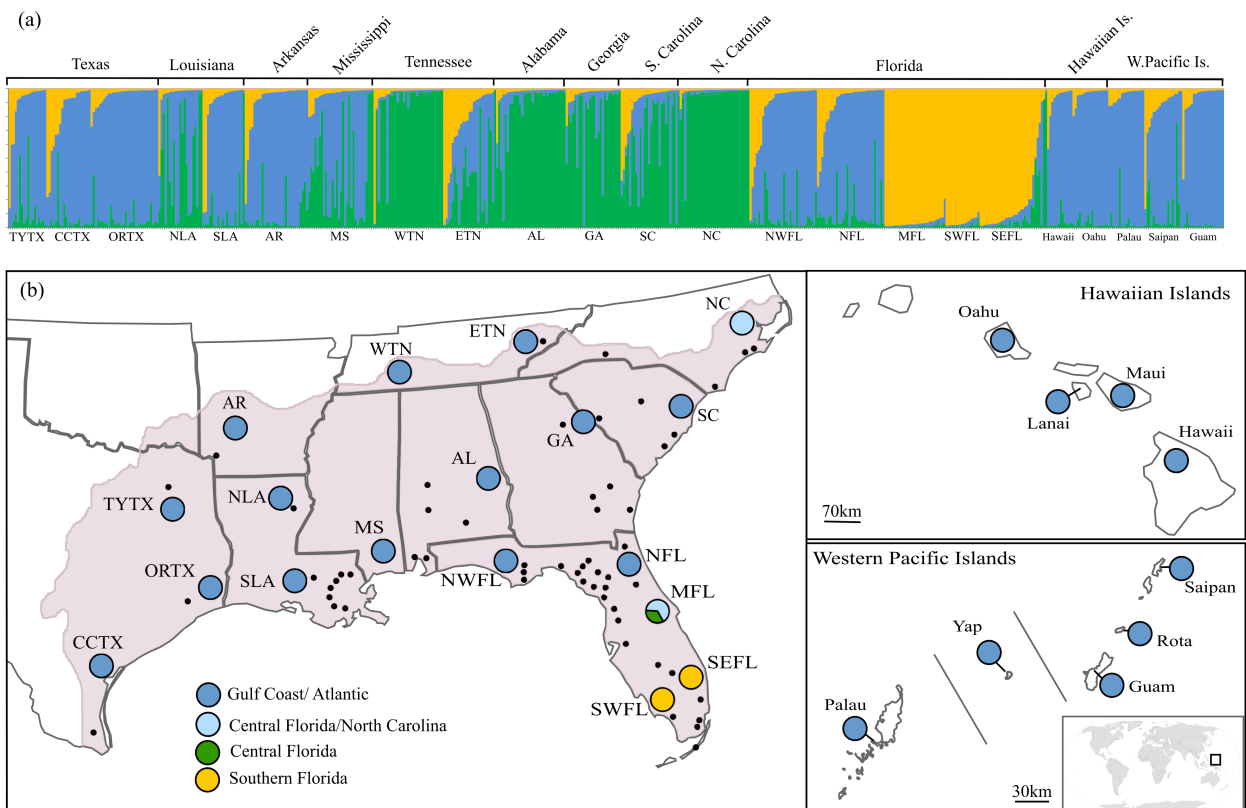 (a)
Texas Louisiana Arkansas Mississippi Tennessee Alabama Georgia S. Carolina N. Carolina Florida Hawaiian Is. W.Pacific Is.
TYTX CCTX ORTX NLA SLA AR MS WTN ETN AL GA SC NC NWFL NFL MFL SWFL SEFL Hawaii Oahu Palau Saipan Guam
(b)
NC
ETN
WTN
AR
SC
GA
AL
TYTX
NLA
MS
NFL
ORTX
SLA
NWFL
MFL
CCTX
SEFL
SWFL
Gulf Coast/ Atlantic
Central Florida/North Carolina
Central Florida
Southern Florida
Hawaiian Islands
Oahu
Maui
Lanai
Hawaii
70km
Western Pacific Islands
Saipan
Yap
Rota
Guam
Palau
30km